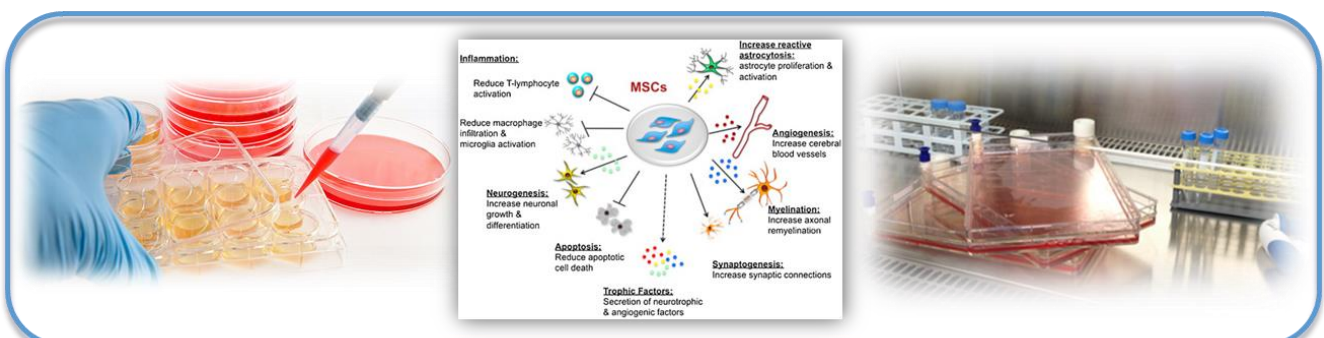 Inflammation:
Reduce T-lymphocyte
activation
Reduce macrophage
infiltration &
microglia activation
Neurogenesis:
Increase neuronal
growth &
differentiation
Apoptosis:
Reduce apoptotic
cell death
Trophic Factors:
Secretion of neurotrophic
& angiogenic factors
MSCs
Increase reactive
astrocytosis:
astrocyte proliferation &
activation
Angiogenesis:
Increase cerebral
blood vessels
Myelination:
Increase axonal
remyelination
Synaptogenesis:
Increase synaptic connections